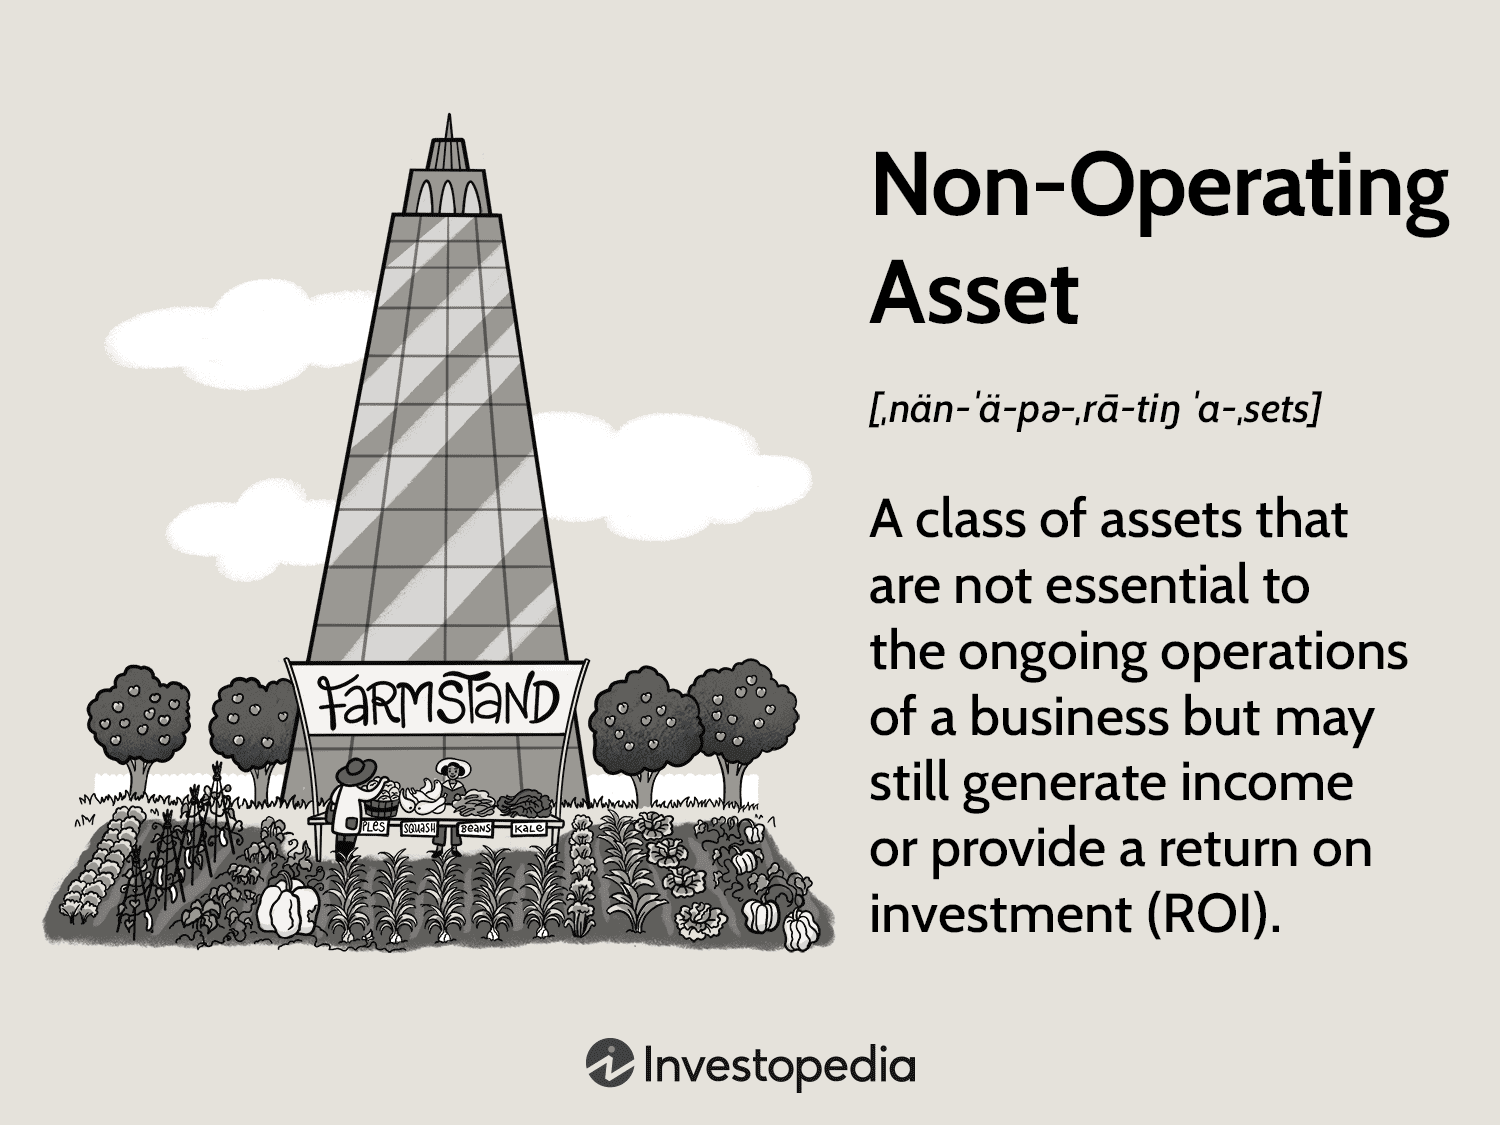 Non-Operating
Asset
[ˌnän-ˈä-pə-ˌrā-tiŋ ˈa-ˌsets]
A class of assets that
are not essential to
the ongoing operations
of a business but may
still generate income
or provide a return on
investment (ROI).
FARMSTAND
PLES SQUASH BEANS KALE
Investopedia